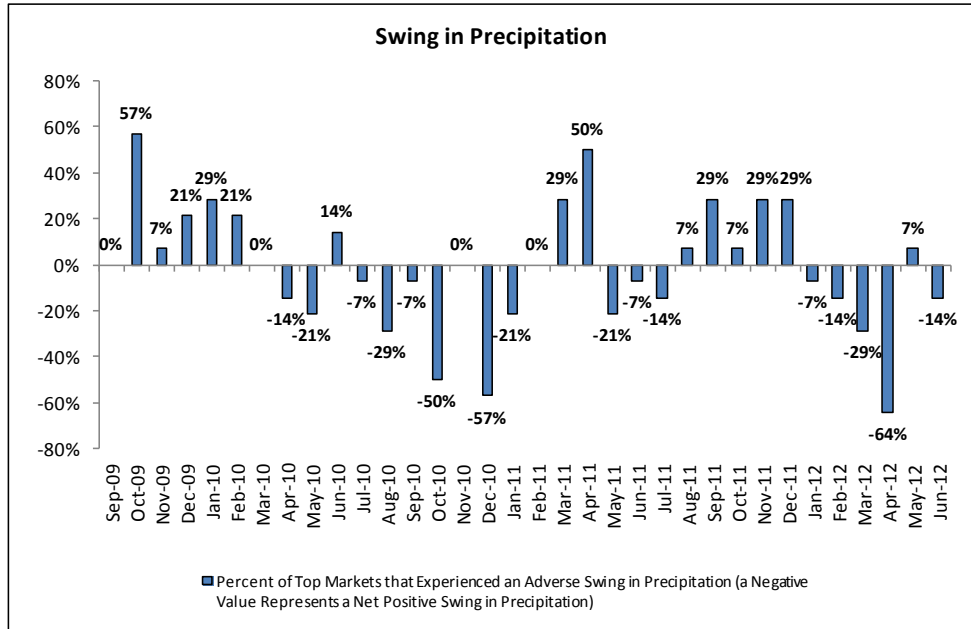 Swing in Precipitation
80%
60%
40%
20%
0%
-20%
-40%
-60%
-80%
0%
57%
7%
21%
29%
21%
0%
-14%
-21%
14%
-7%
-29%
-7%
-50%
0%
-57%
-21%
0%
29%
50%
-21%
-7%
-14%
7%
29%
7%
29%
29%
-7%
-14%
-29%
-64%
7%
-14%
Sep-09
Oct-09
Nov-09
Dec-09
Jan-10
Feb-10
Mar-10
Apr-10
May-10
Jun-10
Jul-10
Aug-10
Sep-10
Oct-10
Nov-10
Dec-10
Jan-11
Feb-11
Mar-11
Apr-11
May-11
Jun-11
Jul-11
Aug-11
Sep-11
Oct-11
Nov-11
Dec-11
Jan-12
Feb-12
Mar-12
Apr-12
May-12
Jun-12
Percent of Top Markets that Experienced an Adverse Swing in Precipitation (a Negative
Value Represents a Net Positive Swing in Precipitation)